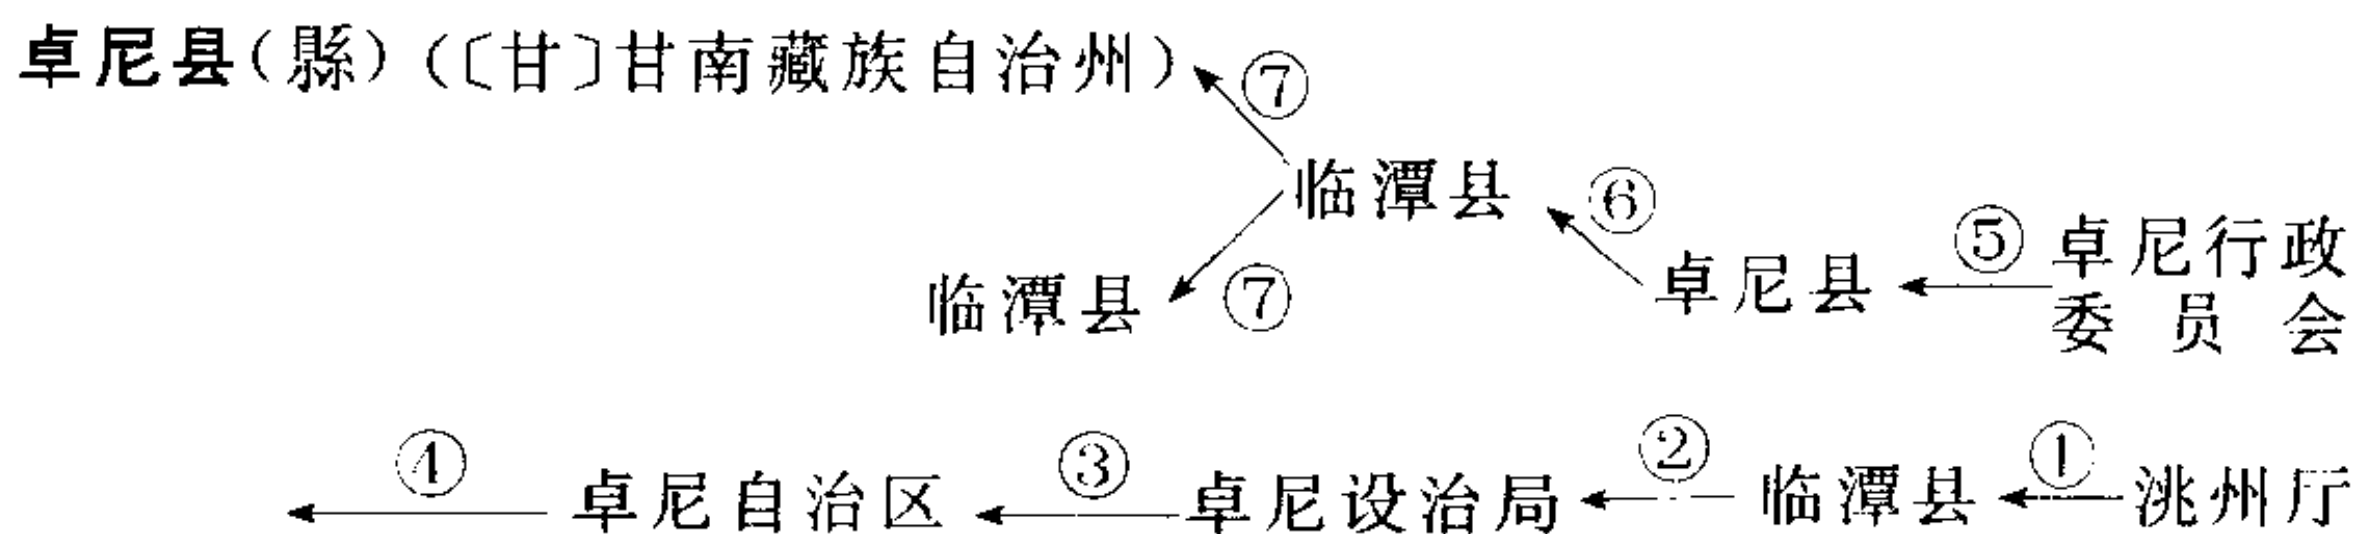 卓尼县(縣)(〔甘〕甘南藏族自治州)⑦
临潭县 ⑥
临潭县 ⑦
卓尼县 ⑤ 卓尼行政
委员会
④ 卓尼自治区 ③ 卓尼设治局 ② 临潭县 ① 洮州厅